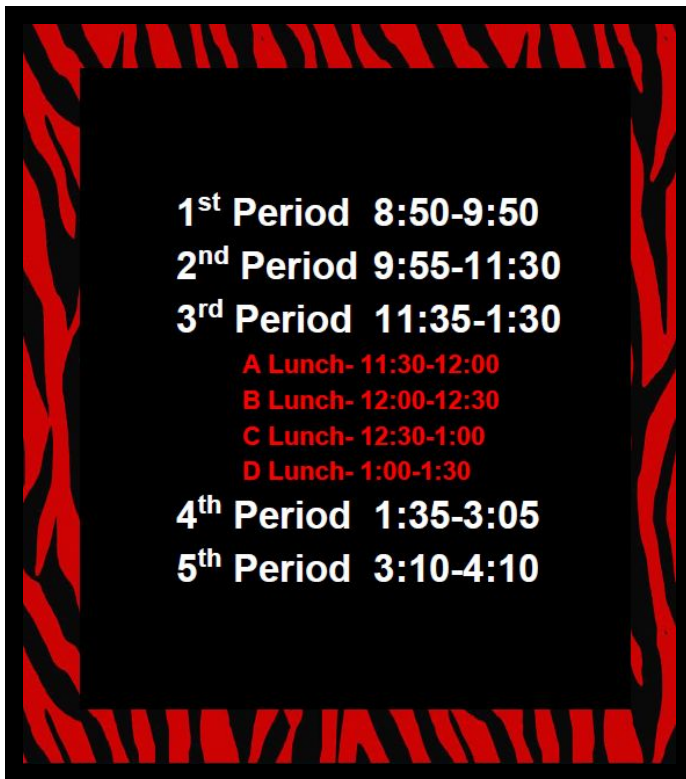 1st Period 8:50-9:50
2nd Period 9:55-11:30
3rd Period 11:35-1:30
A Lunch- 11:30-12:00
B Lunch- 12:00-12:30
C Lunch- 12:30-1:00
D Lunch- 1:00-1:30
4th Period 1:35-3:05
5th Period 3:10-4:10